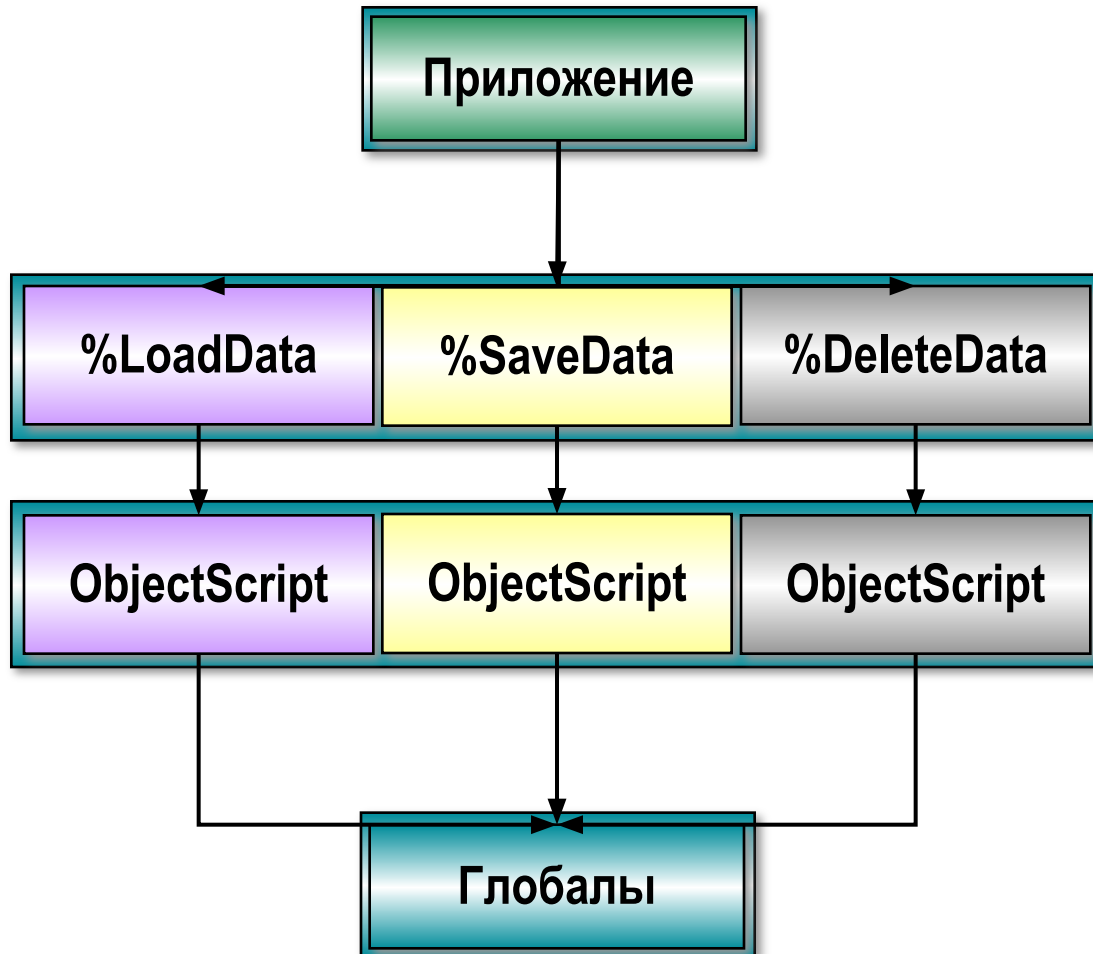 Приложение
%LoadData
%SaveData
%DeleteData
ObjectScript
ObjectScript
ObjectScript
Глобалы